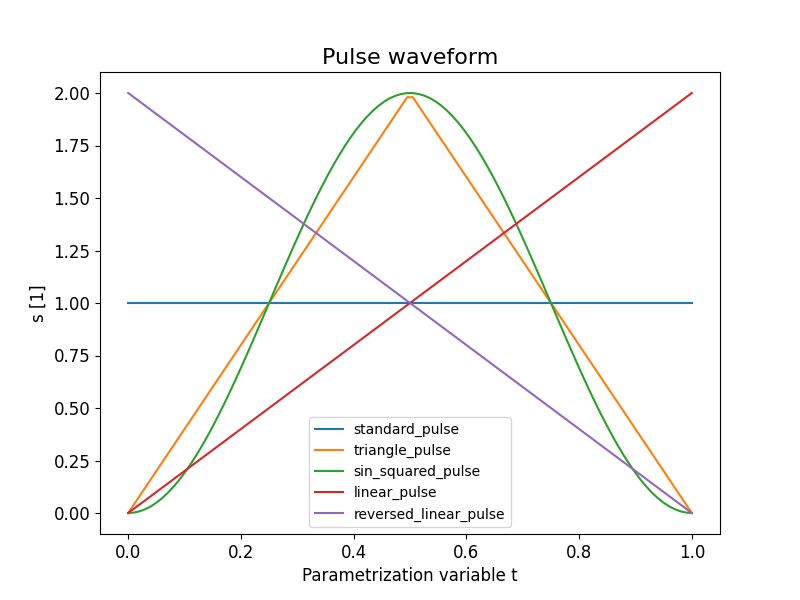 Pulse waveform
2.00
1.75
1.50
1.25
1.00
0.75
0.50
0.25
0.00
s [1]
standard_pulse
triangle_pulse
sin_squared_pulse
linear_pulse
reversed_linear_pulse
0.0 0.2 0.4 0.6 0.8 1.0
Parametrization variable t